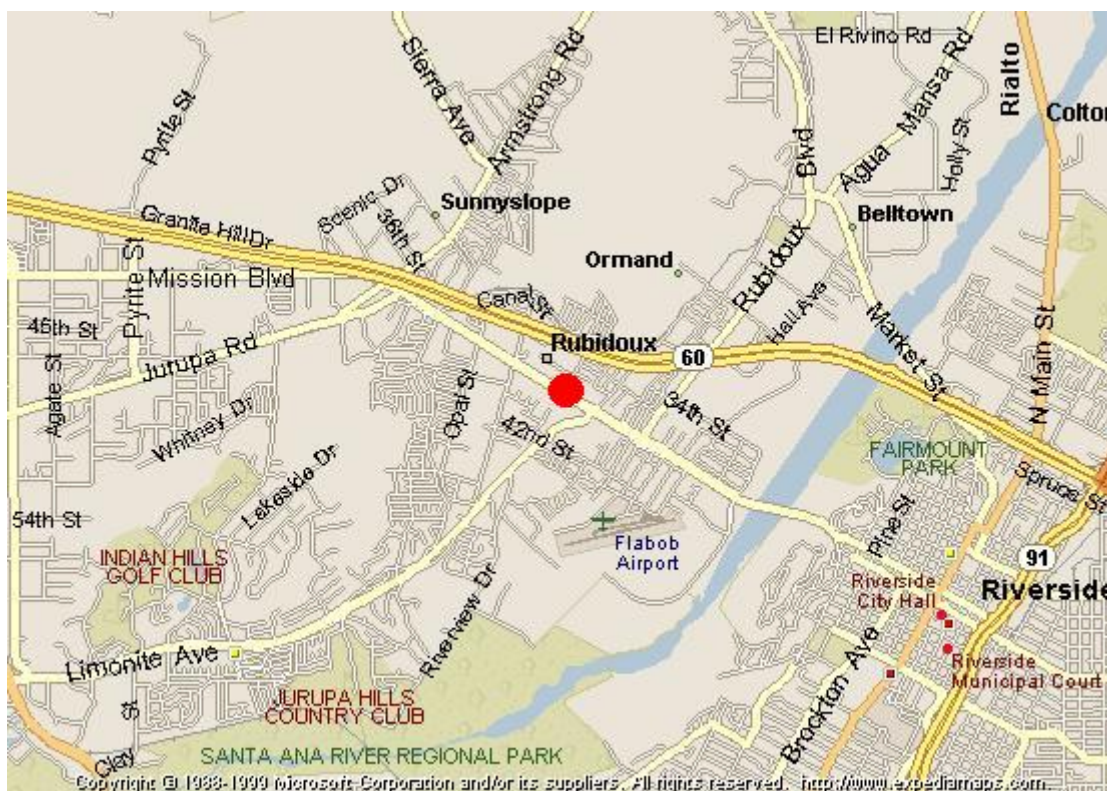 El Rivino Rd
Sierra Ave
Armstrong Rd
Rialto
Colton
Agua Mansa Rd
Holly St
Pyrite St
Blvd
Scenic Dr
Sunnyslope
Granite Hill Dr
36th St
Belltown
Ormand
Rubidoux
Mission Blvd
Pyrite St
Canal St
Hall Ave
Market St
46th St
Jurupa Rd
Rubidoux
60
N Main St
Agate St
Opal St
34th St
Whitney Dr
42nd St
FAIRMOUNT
PARK
Lakeside Dr
Spruce St
54th St
Pine St
Flabob
Airport
INDIAN HILLS
GOLF CLUB
91
Riverside
City Hall
Riverside
Riverview Dr
Limonite Ave
Brockton Ave
Riverside
Municipal Court
JURUPA HILLS
COUNTRY CLUB
Clay St
SANTA ANA RIVER REGIONAL PARK
Copyright © 1988-1999 Microsoft Corporation and/or its suppliers. All rights reserved. http://www.expediamaps.com